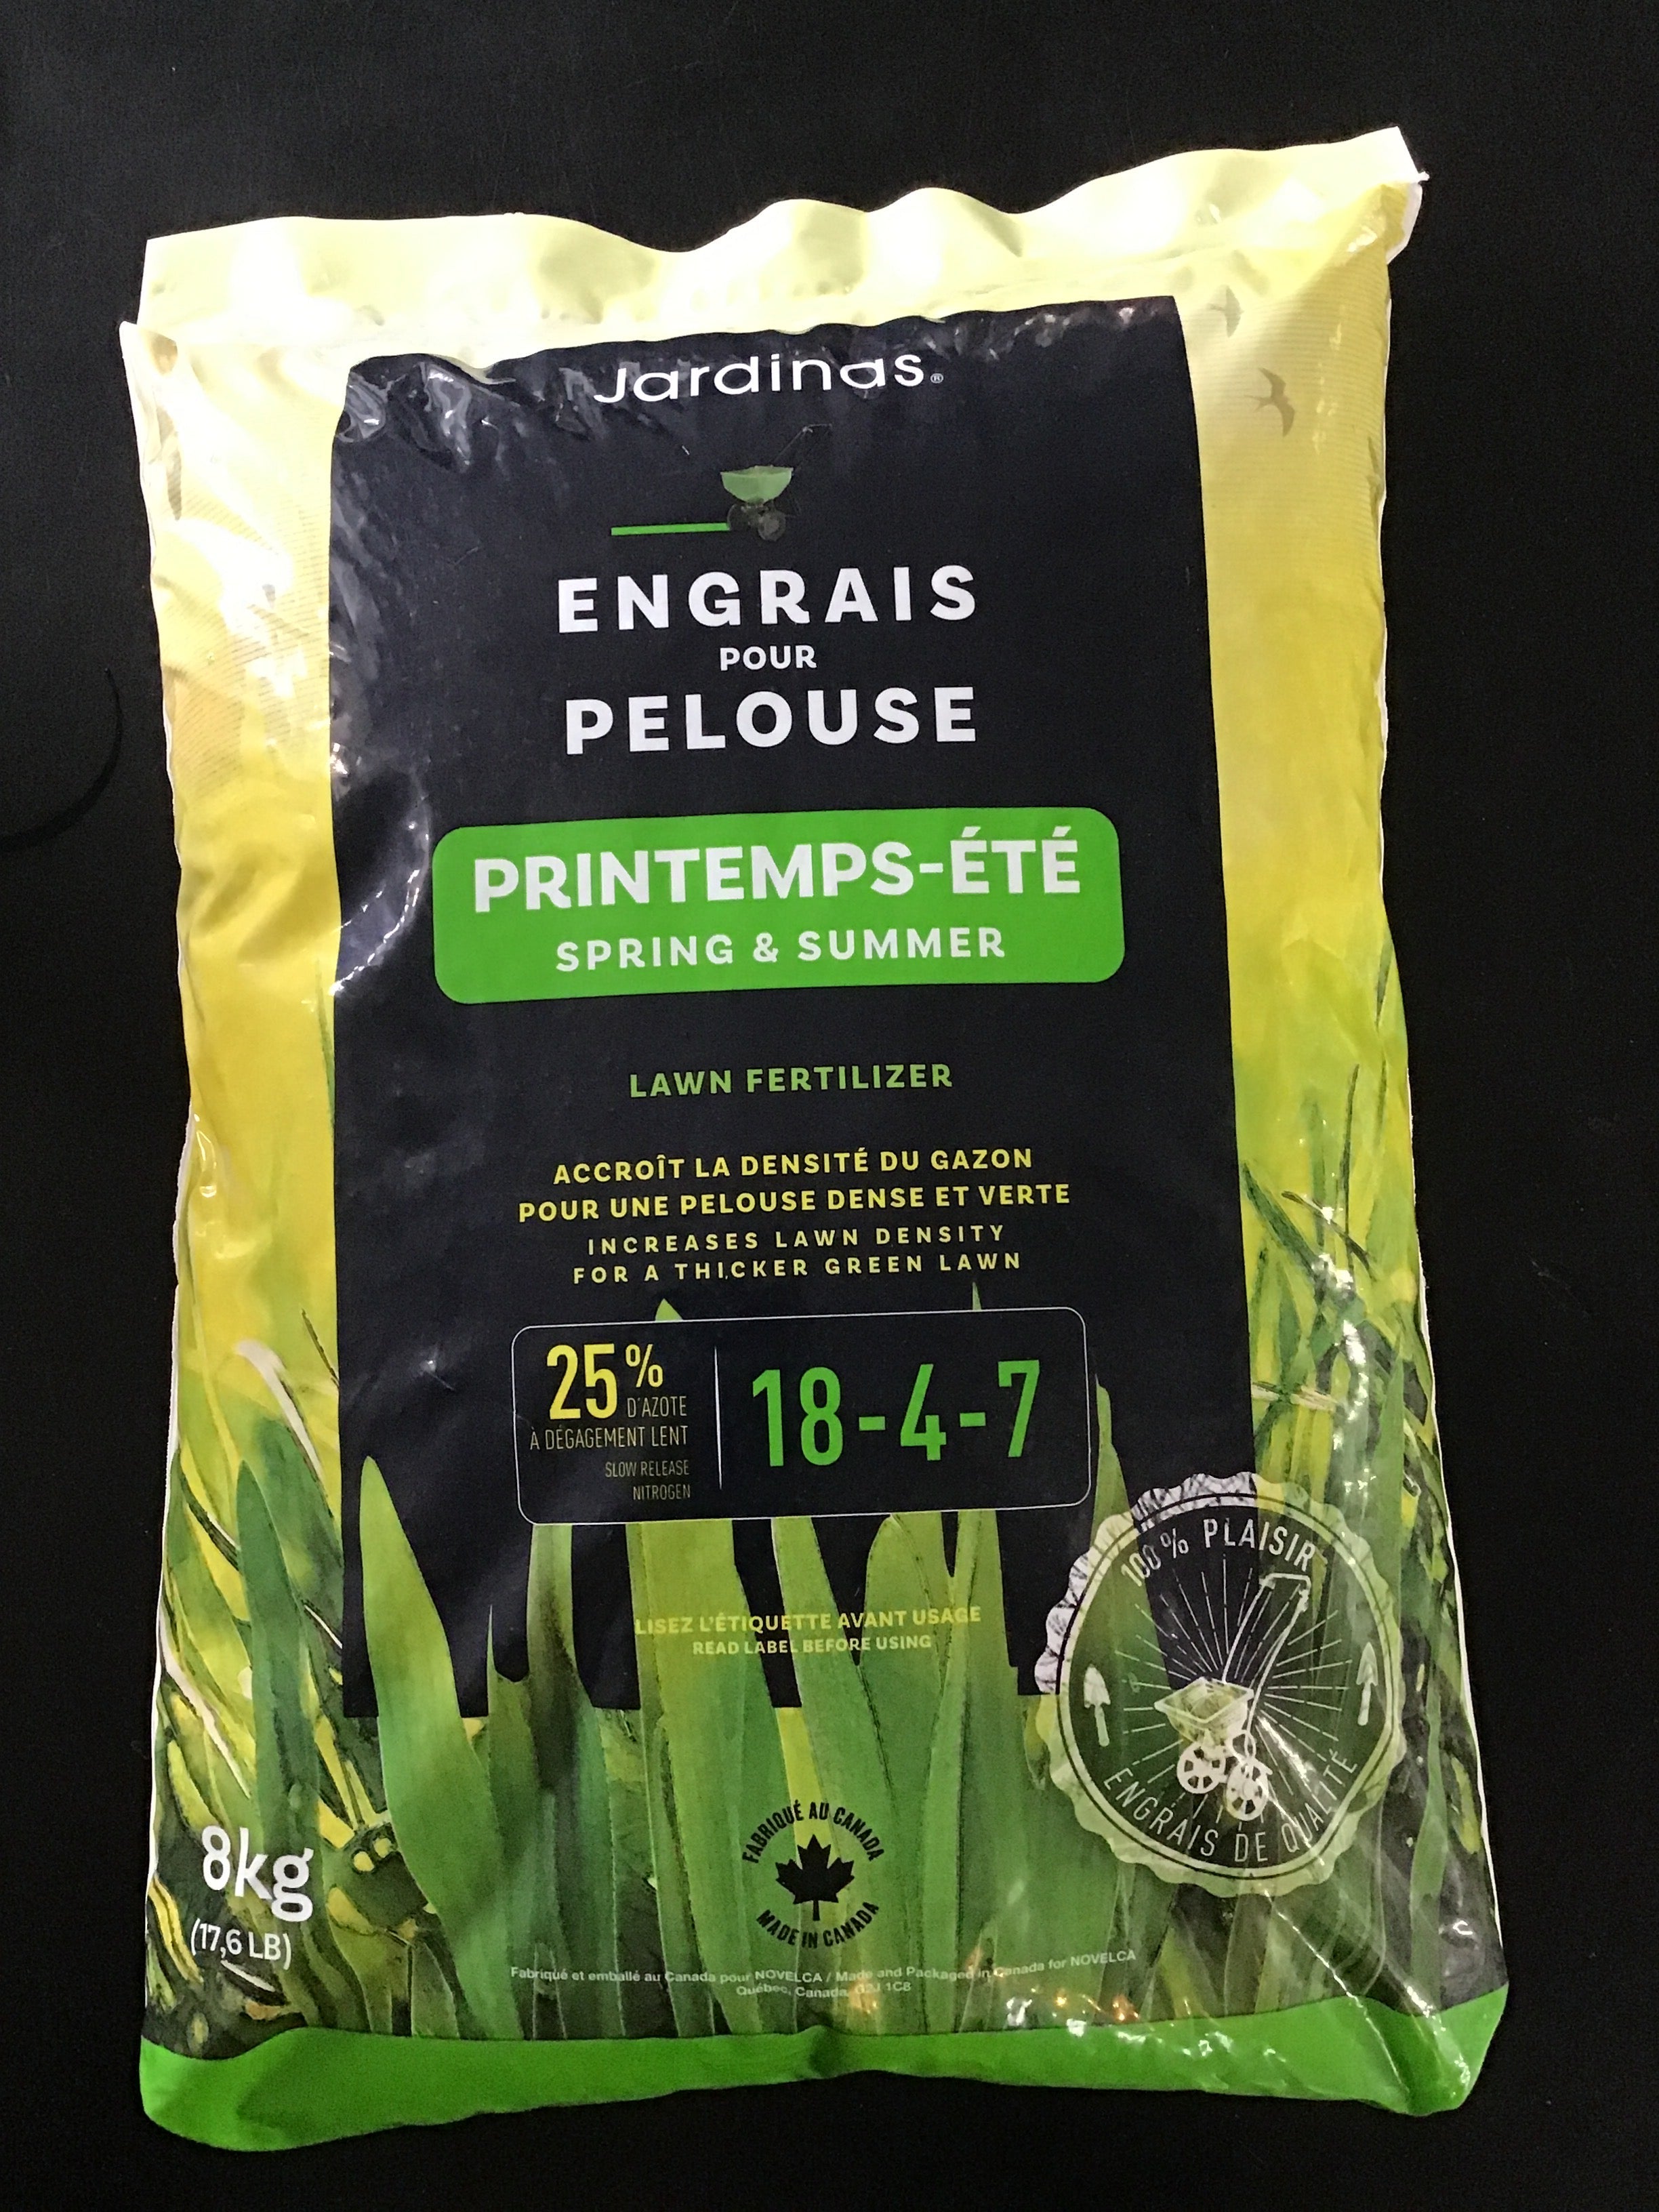 Jardinas®
ENGRAIS
POUR
PELOUSE
PRINTEMPS-ÉTÉ
SPRING & SUMMER
LAWN FERTILIZER
ACCROÎT LA DENSITÉ DU GAZON
POUR UNE PELOUSE DENSE ET VERTE
INCREASES LAWN DENSITY
FOR A THICKER GREEN LAWN
25%
D'AZOTE
À DÉGAGEMENT LENT
SLOW RELEASE
NITROGEN
18-4-7
100 % PLAISIR
ENGRAIS DE QUALITÉ
LISEZ L'ÉTIQUETTE AVANT USAGE
READ LABEL BEFORE USING
FABRIQUÉ AU CANADA
MADE IN CANADA
8kg
(17,6 LB)
Fabriqué et emballé au Canada pour NOVELCA / Made and Packaged in Canada for NOVELCA
Québec, Canada, G2J 1C8